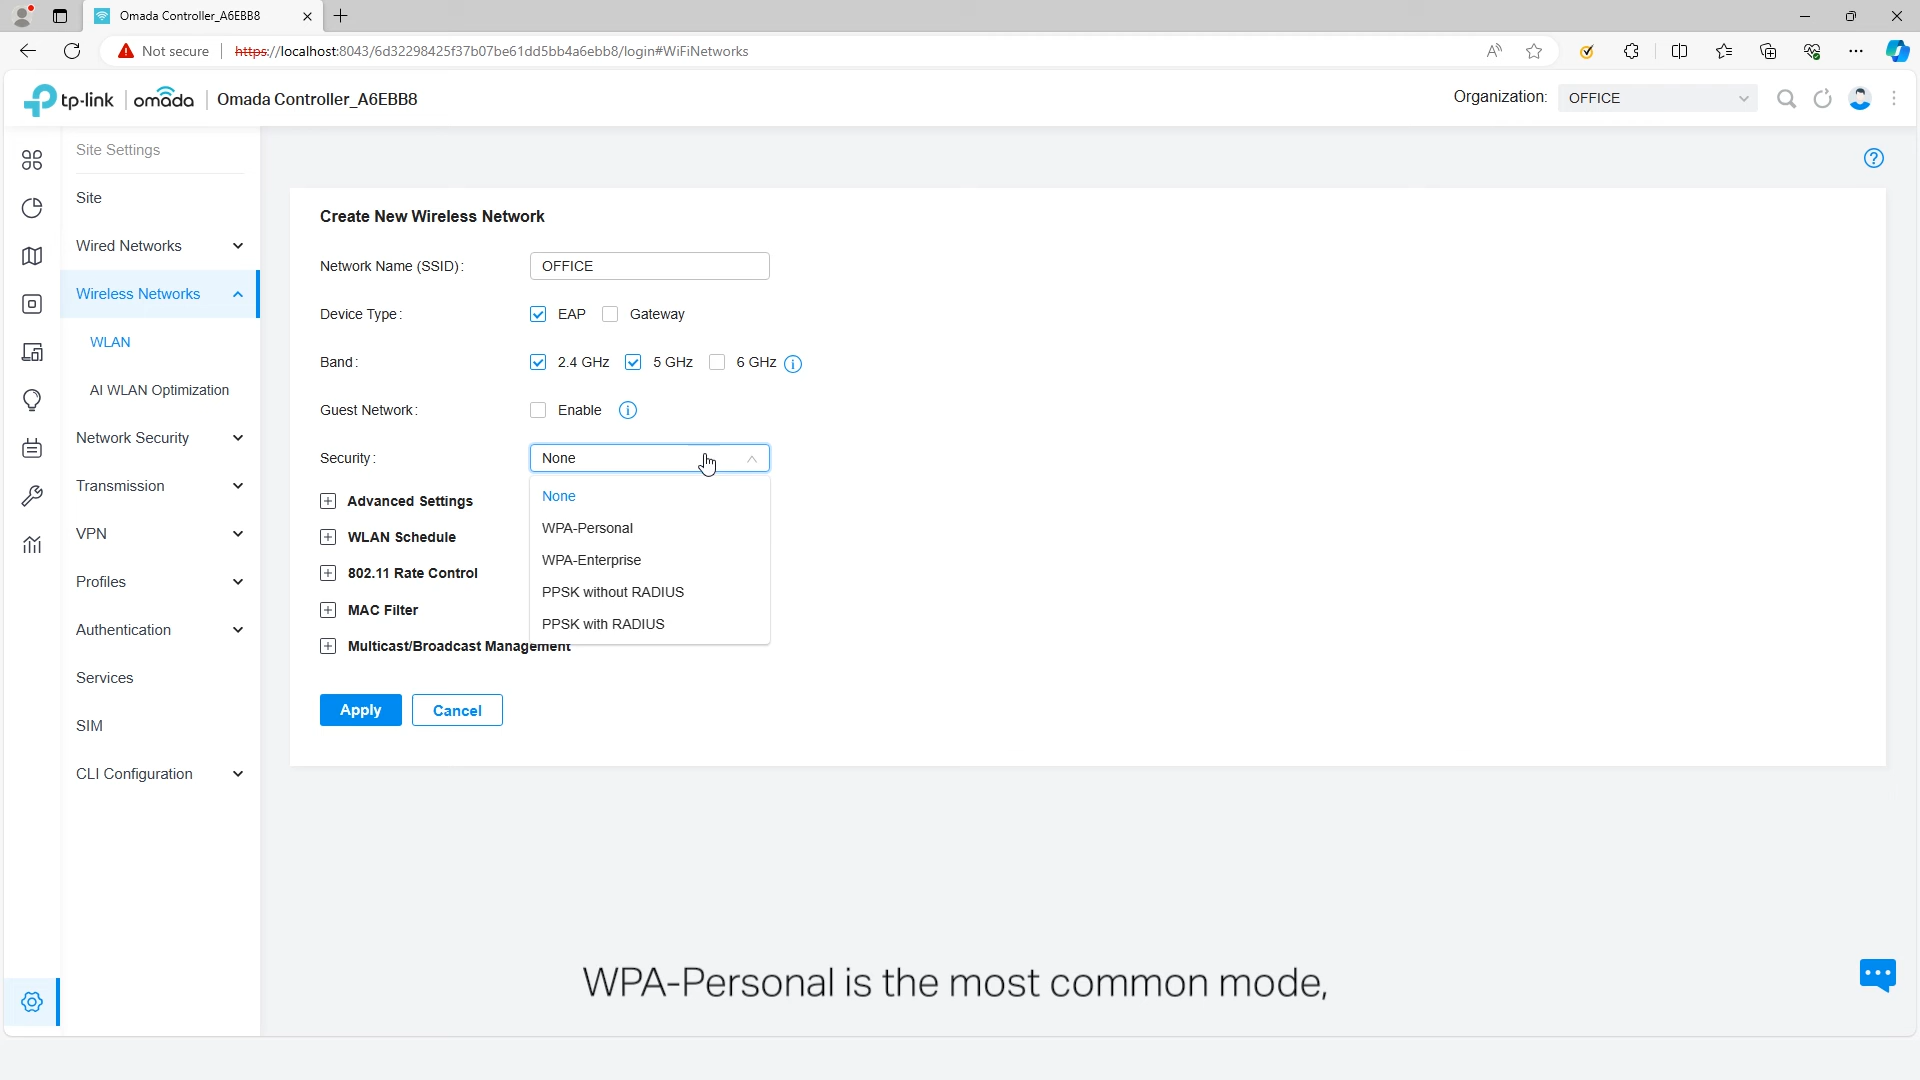 Omada Controller_A6EBB8
Not secure
https://localhost:8043/6d32298425f37b07be61dd5bb4a6ebb8/login#WiFiNetworks
tp-link
omada
Omada Controller_A6EBB8
Organization:
OFFICE
Site Settings
Site
Wired Networks
Wireless Networks
WLAN
AI WLAN Optimization
Network Security
Transmission
VPN
Profiles
Authentication
Services
SIM
CLI Configuration
Create New Wireless Network
Network Name (SSID):
OFFICE
Device Type:
EAP
Gateway
Band:
2.4 GHz
5 GHz
6 GHz
Guest Network:
Enable
Security:
None
None
WPA-Personal
WPA-Enterprise
PPSK without RADIUS
PPSK with RADIUS
Advanced Settings
WLAN Schedule
802.11 Rate Control
MAC Filter
Multicast/Broadcast Management
Apply
Cancel
WPA-Personal is the most common mode,